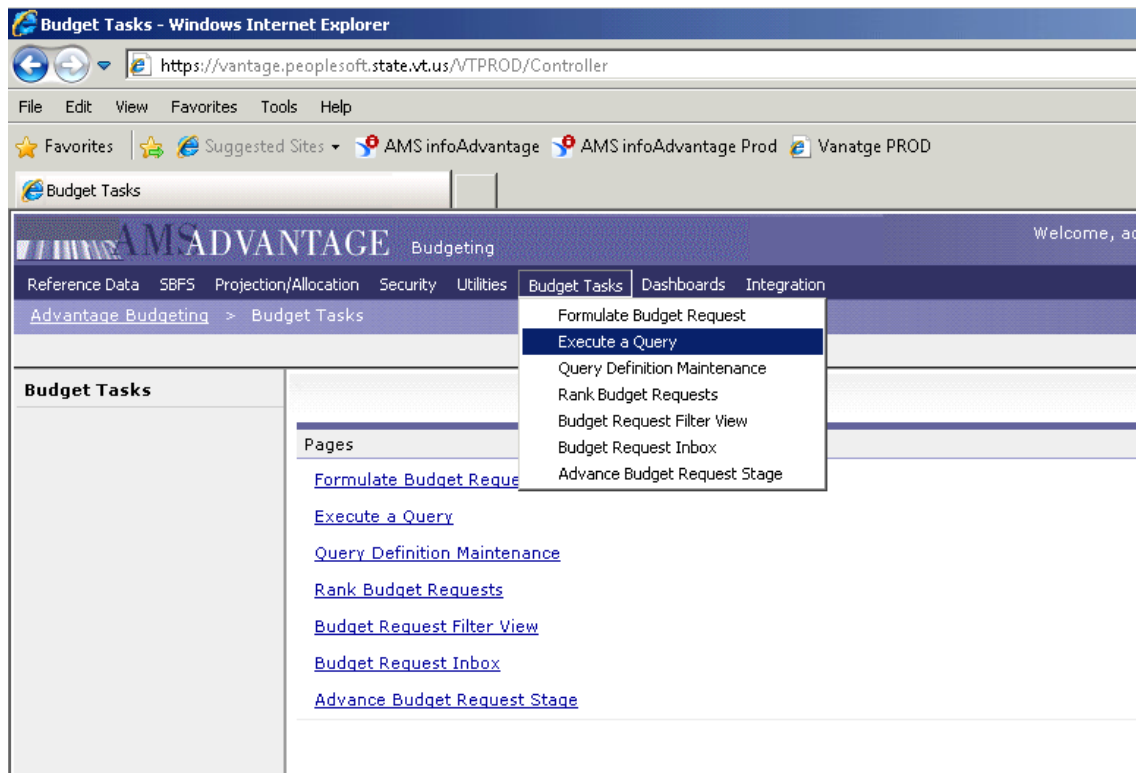 Budget Tasks - Windows Internet Explorer
https://vantage.peoplesoft.state.vt.us/VTPROD/Controller
File Edit View Favorites Tools Help
Favorites Suggested Sites AMS infoAdvantage AMS infoAdvantage Prod Vanatge PROD
Budget Tasks
AMSADVANTAGE Budgeting Welcome, ad
Reference Data SBFS Projection/Allocation Security Utilities Budget Tasks Dashboards Integration
Advantage Budgeting > Budget Tasks
Formulate Budget Request
Execute a Query
Query Definition Maintenance
Rank Budget Requests
Budget Request Filter View
Budget Request Inbox
Advance Budget Request Stage
Budget Tasks
Pages
Formulate Budget Reque
Execute a Query
Query Definition Maintenance
Rank Budget Requests
Budget Request Filter View
Budget Request Inbox
Advance Budget Request Stage